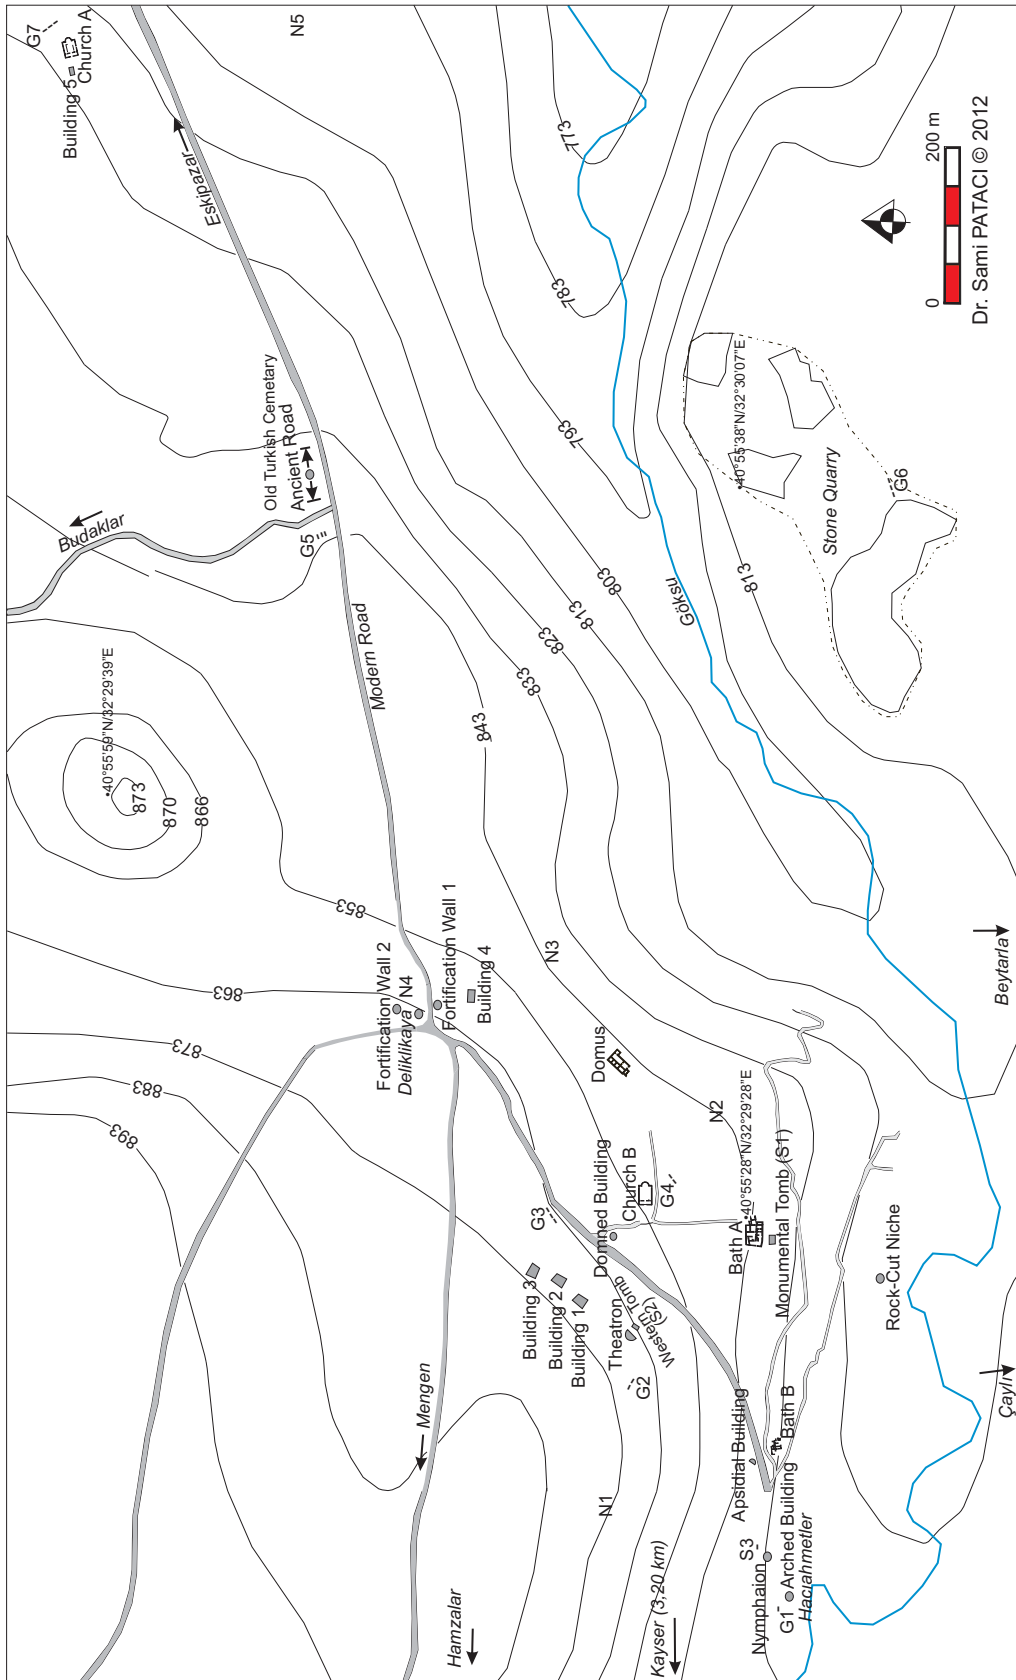 G7
Church A
Building 5
N5
Eskipazar
773
783
793
803
813
Old Turkish Cemetary
Ancient Road
Budaklar
G5
Modern Road
40°55'59"N/32°29'39"E
873
870
866
853
863
873
883
893
843
833
823
813
Göksu
40°55'38"N/32°30'07"E
Stone Quarry
G6
0 200 m
Dr. Sami PATACI © 2012
Fortification Wall 2
N4
Deliklikaya
Fortification Wall 1
Building 4
N3
Domus
N2
Domned Building
Church B
G4
G3
Building 3
Building 2
Building 1
Theatron
Western Tomb
(S2)
G2
Bath A
40°55'28"N/32°29'28"E
Monumental Tomb (S1)
Rock-Cut Niche
Beytarla
Çaylı
Mengen
Hamzalar
N1
Kayser (3,20 km)
Apsidial Building
Bath B
Nymphaion
S3
G1
Arched Building
Hacıahmetler